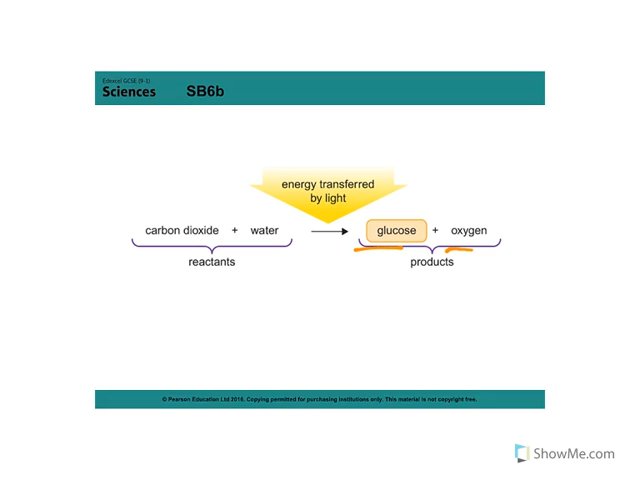 Edexcel GCSE (9-1)
Sciences SB6b
energy transferred
by light
carbon dioxide + water glucose + oxygen
reactants products
© Pearson Education Ltd 2016. Copying permitted for purchasing institutions only. This material is not copyright free.
ShowMe.com